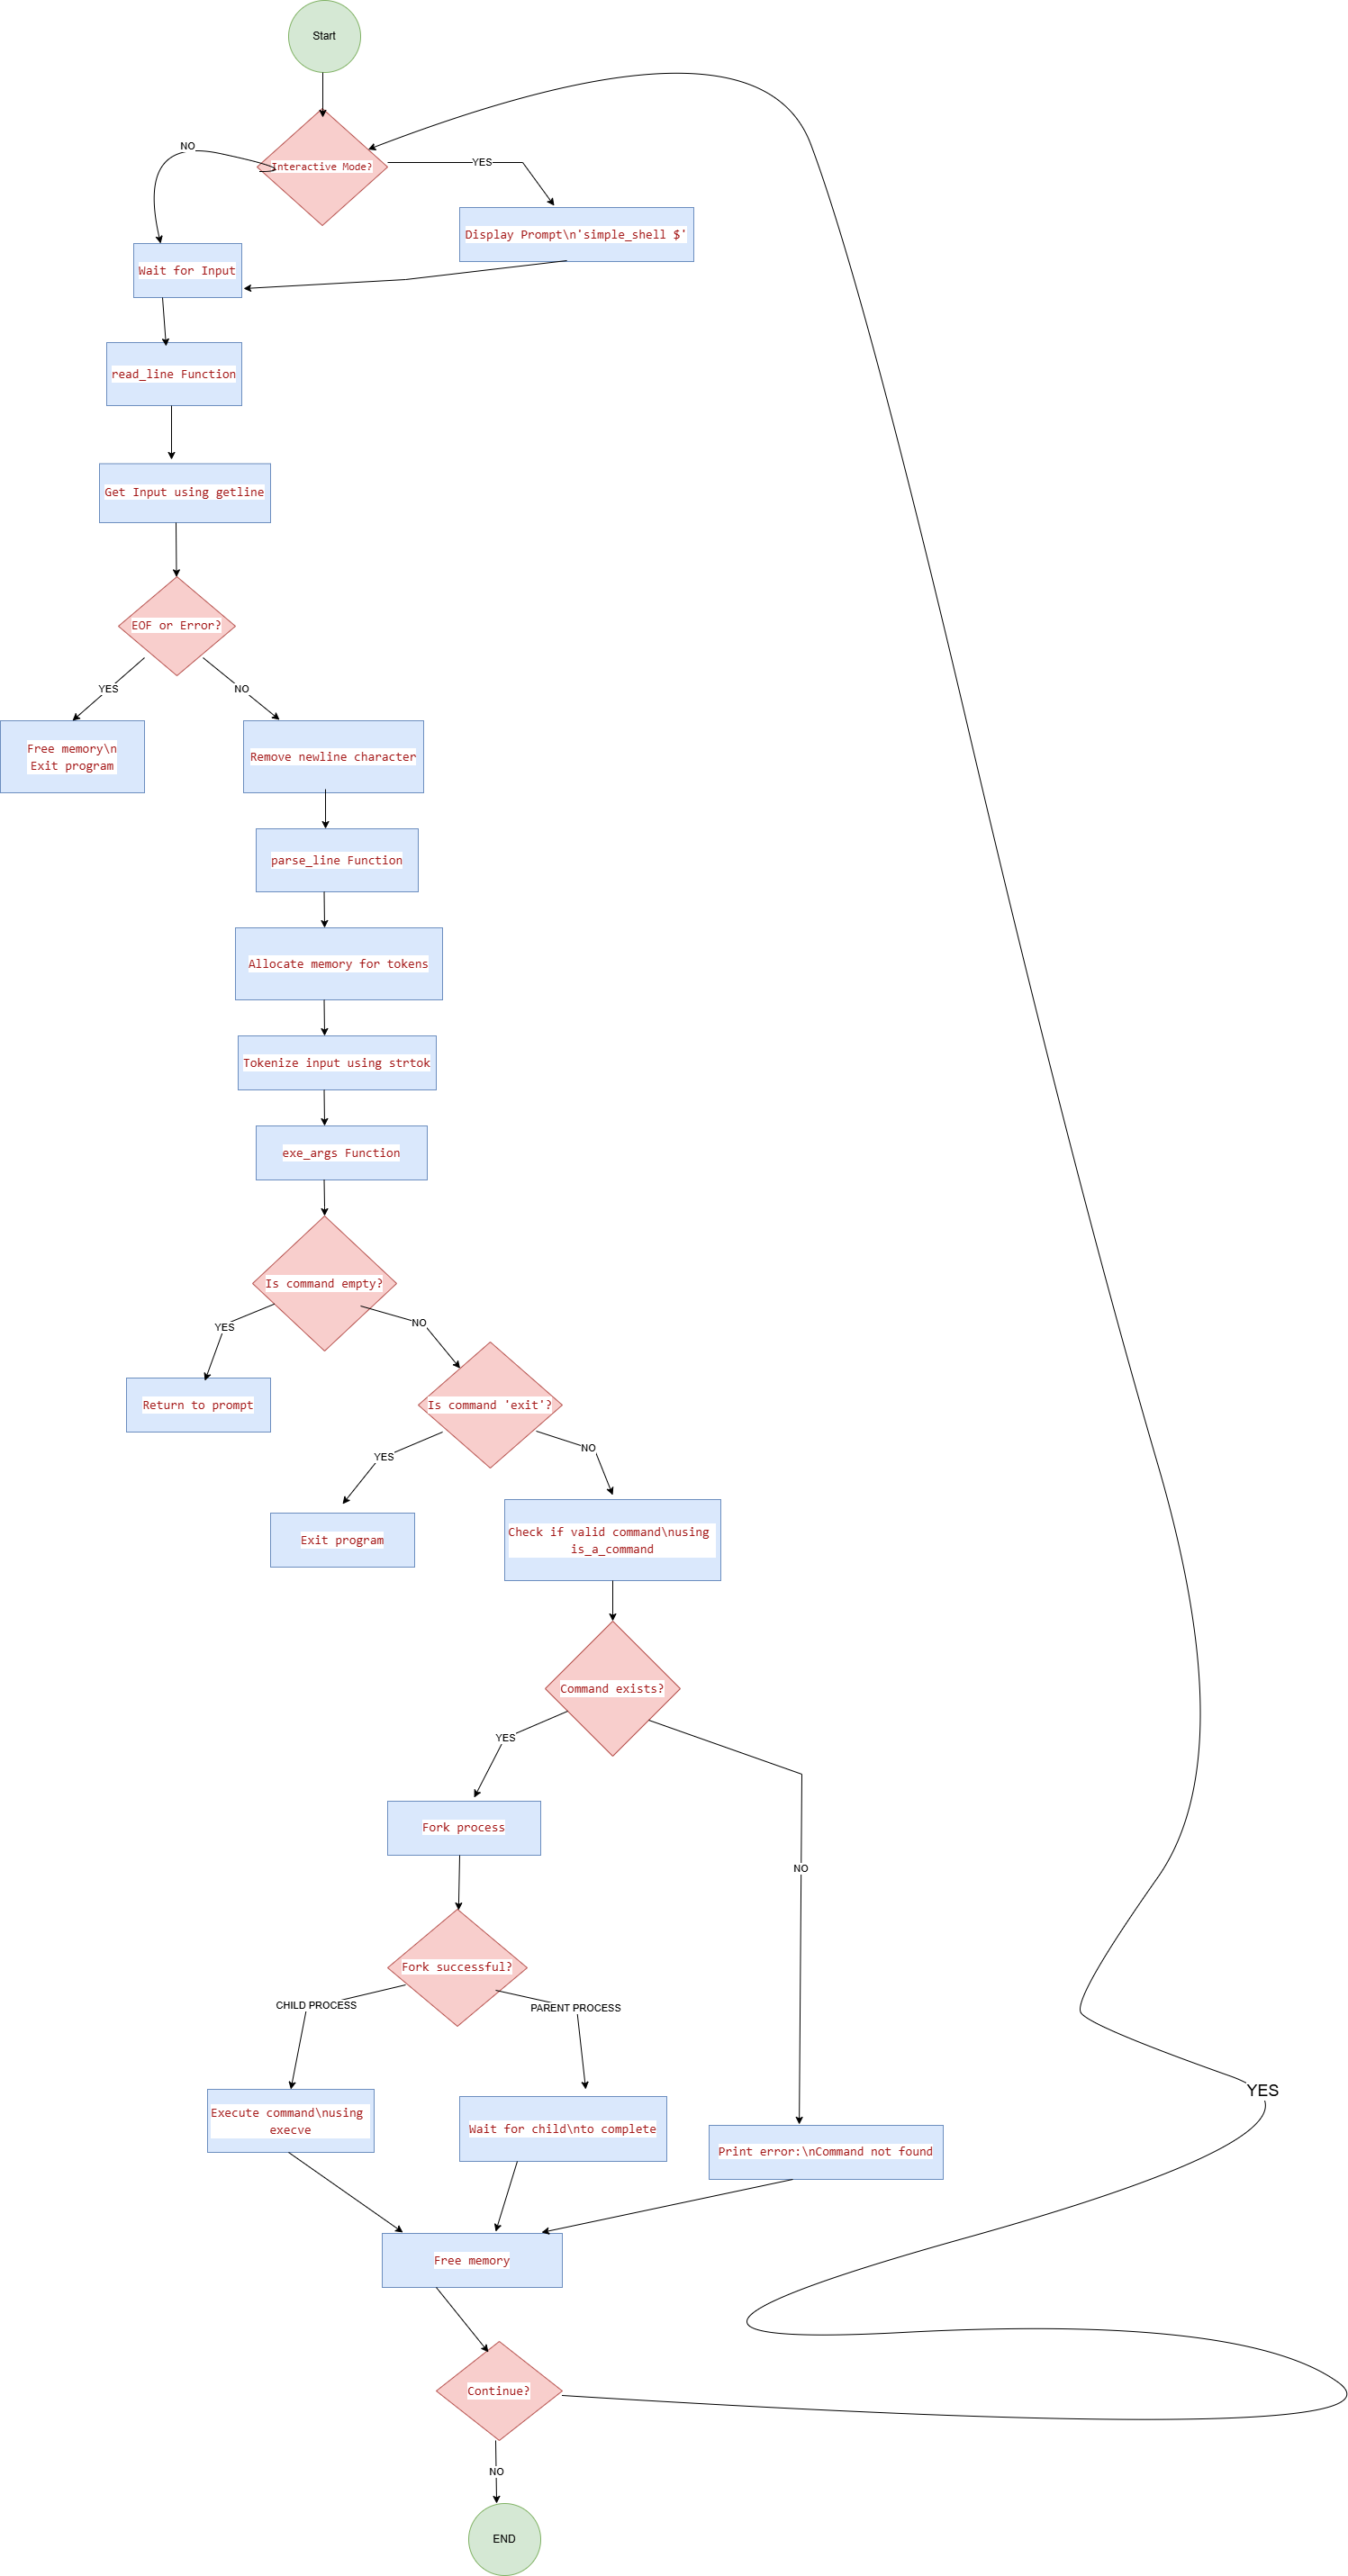 Start
NO
Interactive Mode?
YES
Display Prompt\n'simple_shell $'
Wait for Input
read_line Function
Get Input using getline
EOF or Error?
YES
NO
Free memory\n
Exit program
Remove newline character
parse_line Function
Allocate memory for tokens
Tokenize input using strtok
exe_args Function
Is command empty?
YES
NO
Return to prompt
Is command 'exit'?
YES
NO
Exit program
Check if valid command\nusing
is_a_command
Command exists?
YES
Fork process
NO
Fork successful?
CHILD PROCESS
PARENT PROCESS
YES
Execute command\nusing
execve
Wait for child\nto complete
Print error:\nCommand not found
Free memory
Continue?
NO
END